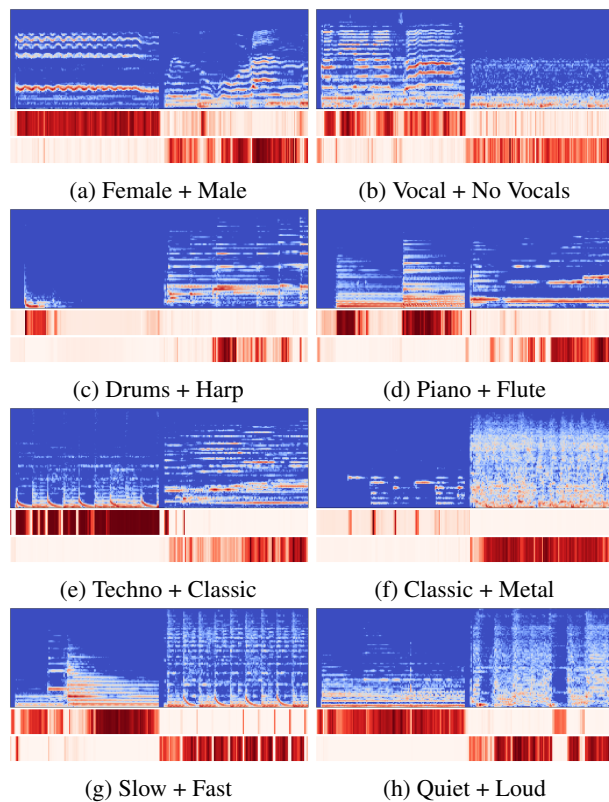 (a) Female + Male
(b) Vocal + No Vocals
(c) Drums + Harp
(d) Piano + Flute
(e) Techno + Classic
(f) Classic + Metal
(g) Slow + Fast
(h) Quiet + Loud